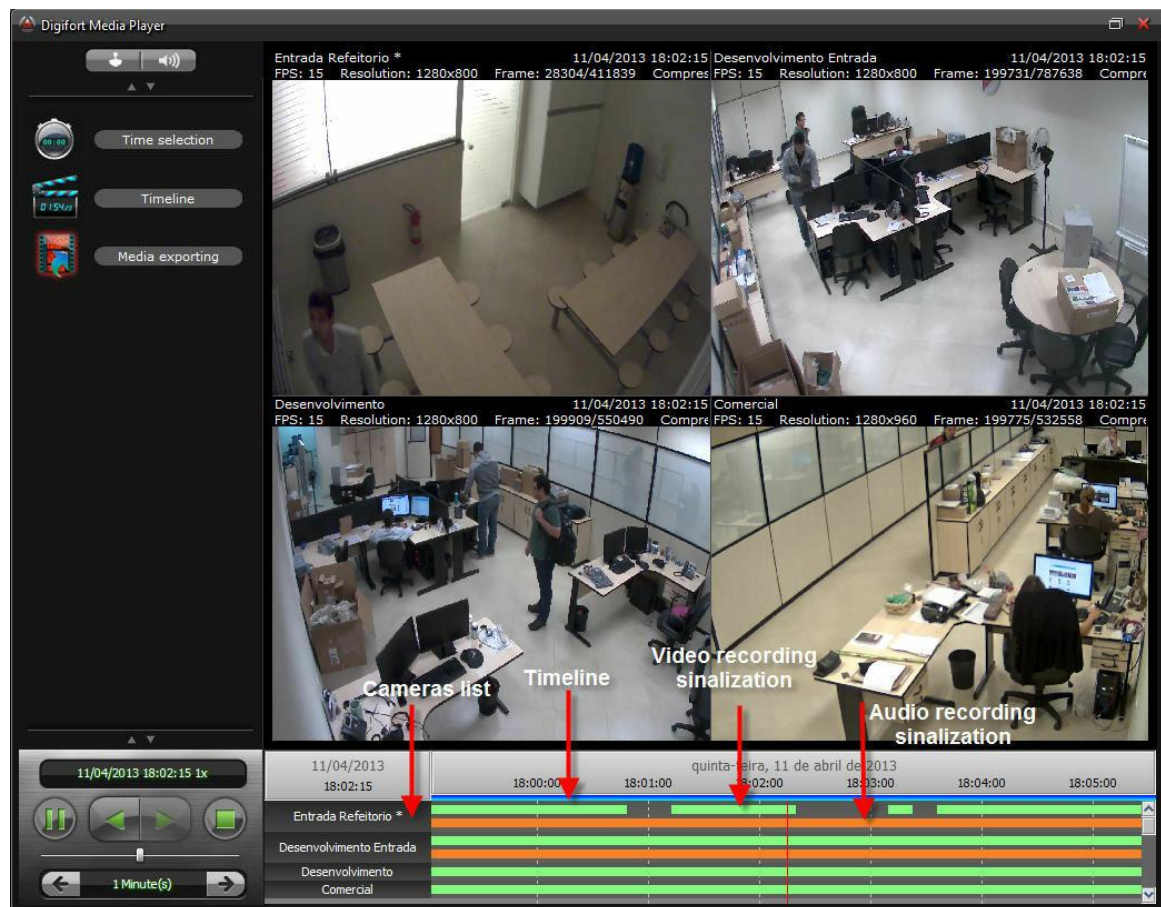 Digifort Media Player
Time selection
Timeline
Media exporting
Entrada Refeitorio * 11/04/2013 18:02:15
FPS: 15 Resolution: 1280x800 Frame: 28304/411839 Compres
Desenvolvimento Entrada 11/04/2013 18:02:15
FPS: 15 Resolution: 1280x800 Frame: 199731/787638 Compre
Desenvolvimento 11/04/2013 18:02:15
FPS: 15 Resolution: 1280x800 Frame: 199909/550490 Compre
Comercial 11/04/2013 18:02:15
FPS: 15 Resolution: 1280x960 Frame: 199775/532558 Compre
Cameras list
Timeline
Video recording
sinalization
Audio recording
sinalization
11/04/2013 18:02:15 1x
1 Minute(s)
11/04/2013
18:02:15
quinta-feira, 11 de abril de 2013
18:00:00 18:01:00 18:02:00 18:03:00 18:04:00 18:05:00
Entrada Refeitorio *
Desenvolvimento Entrada
Desenvolvimento
Comercial